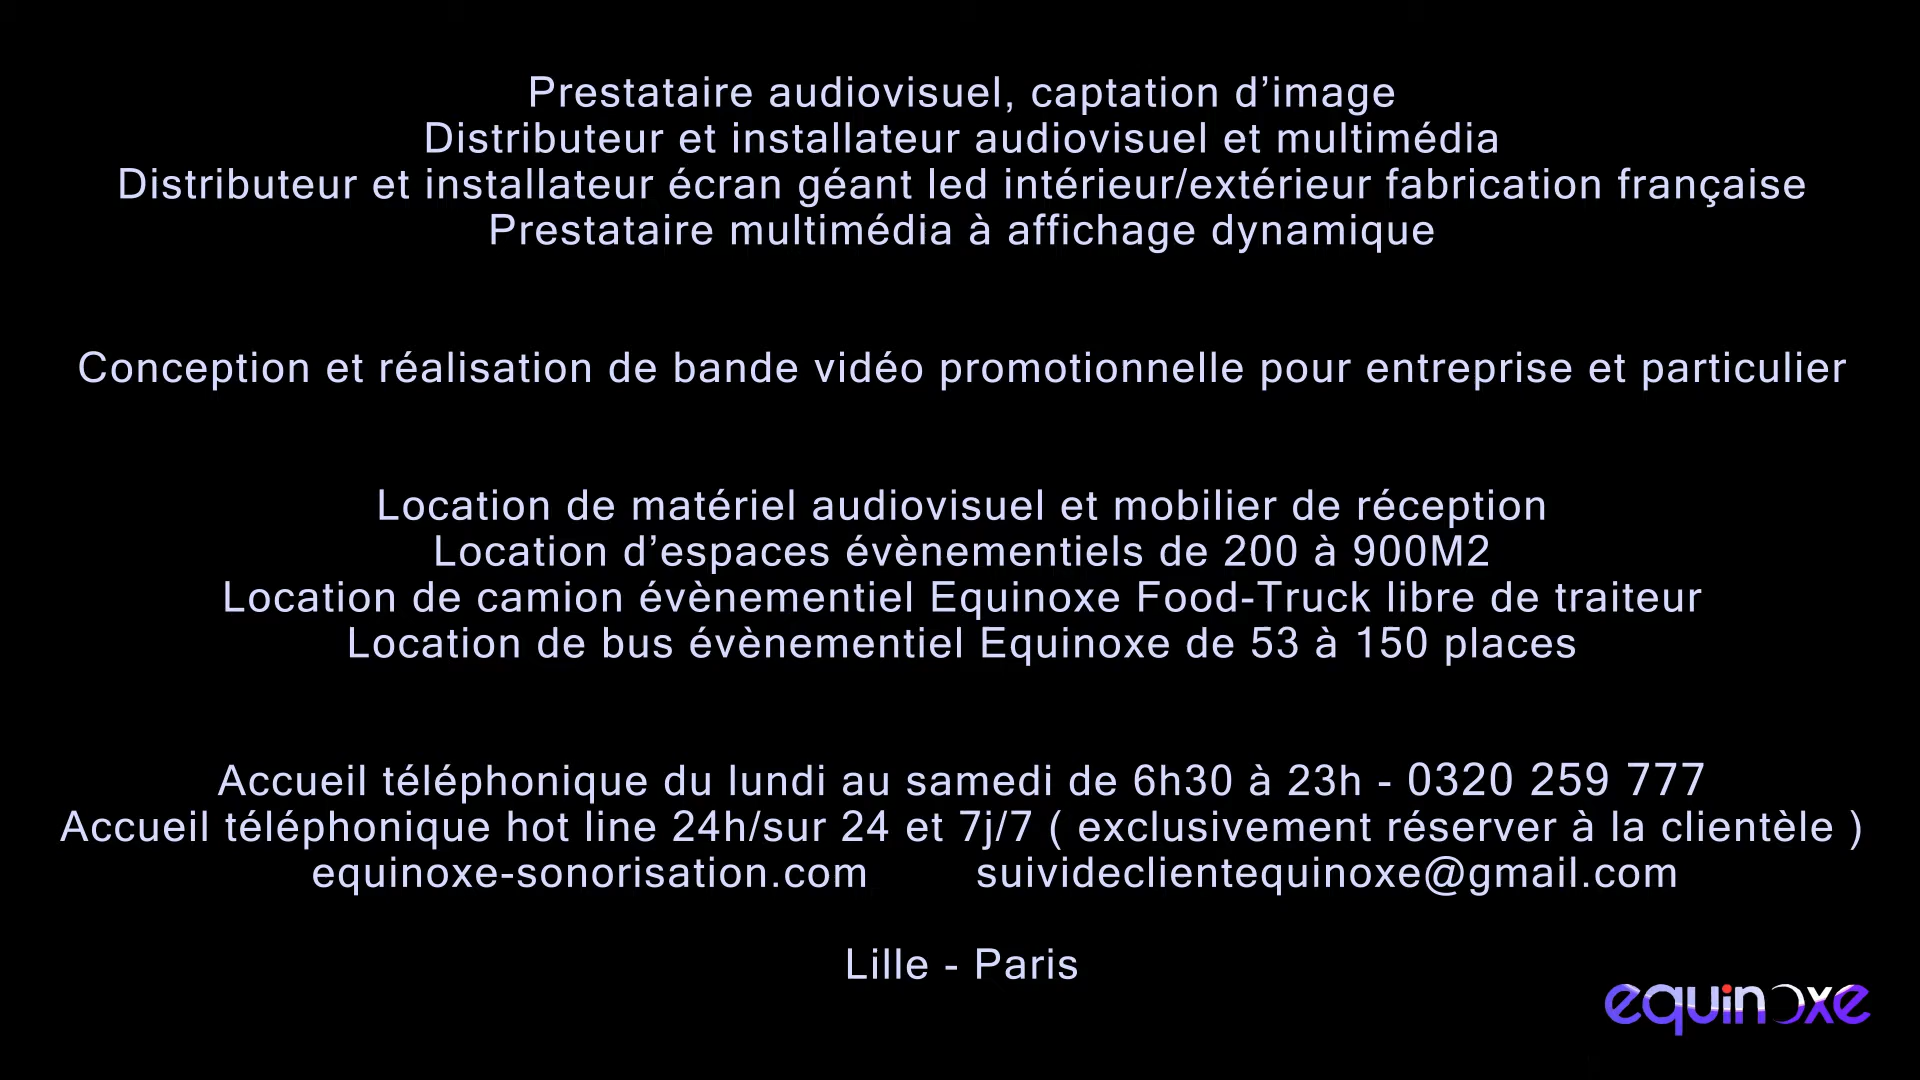 Prestataire audiovisuel, captation d’image
Distributeur et installateur audiovisuel et multimédia
Distributeur et installateur écran géant led intérieur/extérieur fabrication française
Prestataire multimédia à affichage dynamique
Conception et réalisation de bande vidéo promotionnelle pour entreprise et particulier
Location de matériel audiovisuel et mobilier de réception
Location d’espaces évènementiels de 200 à 900M2
Location de camion évènementiel Equinoxe Food-Truck libre de traiteur
Location de bus évènementiel Equinoxe de 53 à 150 places
Accueil téléphonique du lundi au samedi de 6h30 à 23h - 0320 259 777
Accueil téléphonique hot line 24h/sur 24 et 7j/7 ( exclusivement réserver à la clientèle )
equinoxe-sonorisation.com suivideclientequinoxe@gmail.com
Lille - Paris
equinoxe